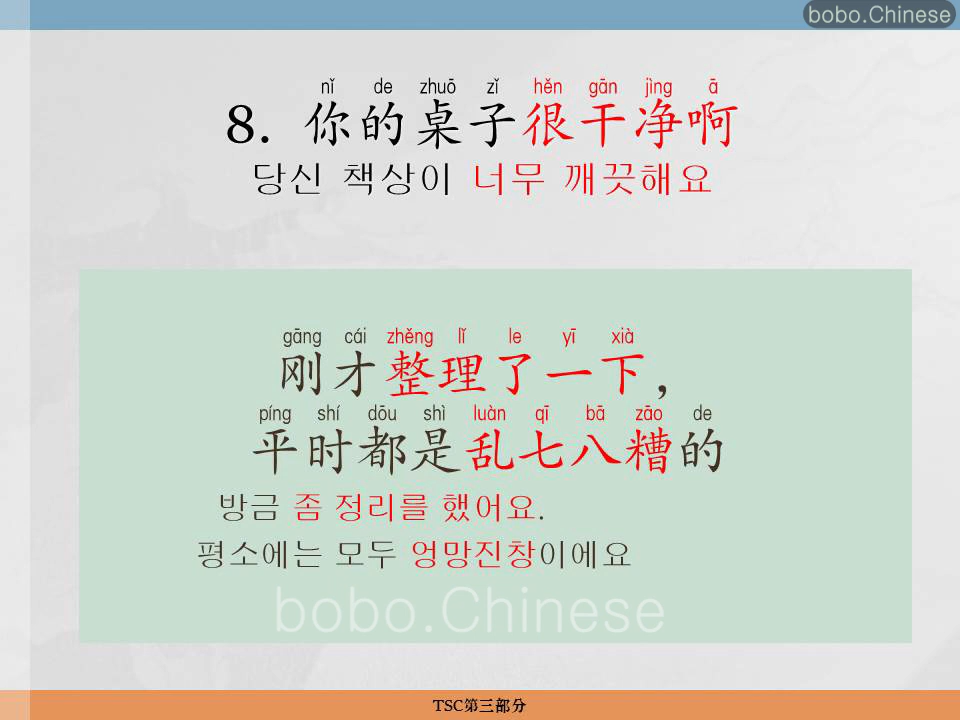 bobo.Chinese
nǐ de zhuō zǐ hěn gān jìng ā
8. 你的桌子很干净啊
당신 책상이 너무 깨끗해요
gāng cái zhěng lǐ le yī xià
刚才整理了一下,
píng shí dōu shì luàn qī bā zāo de
平时都是乱七八糟的
방금 좀 정리를 했어요.
평소에는 모두 엉망진창이에요
bobo.Chinese
TSC第三部分